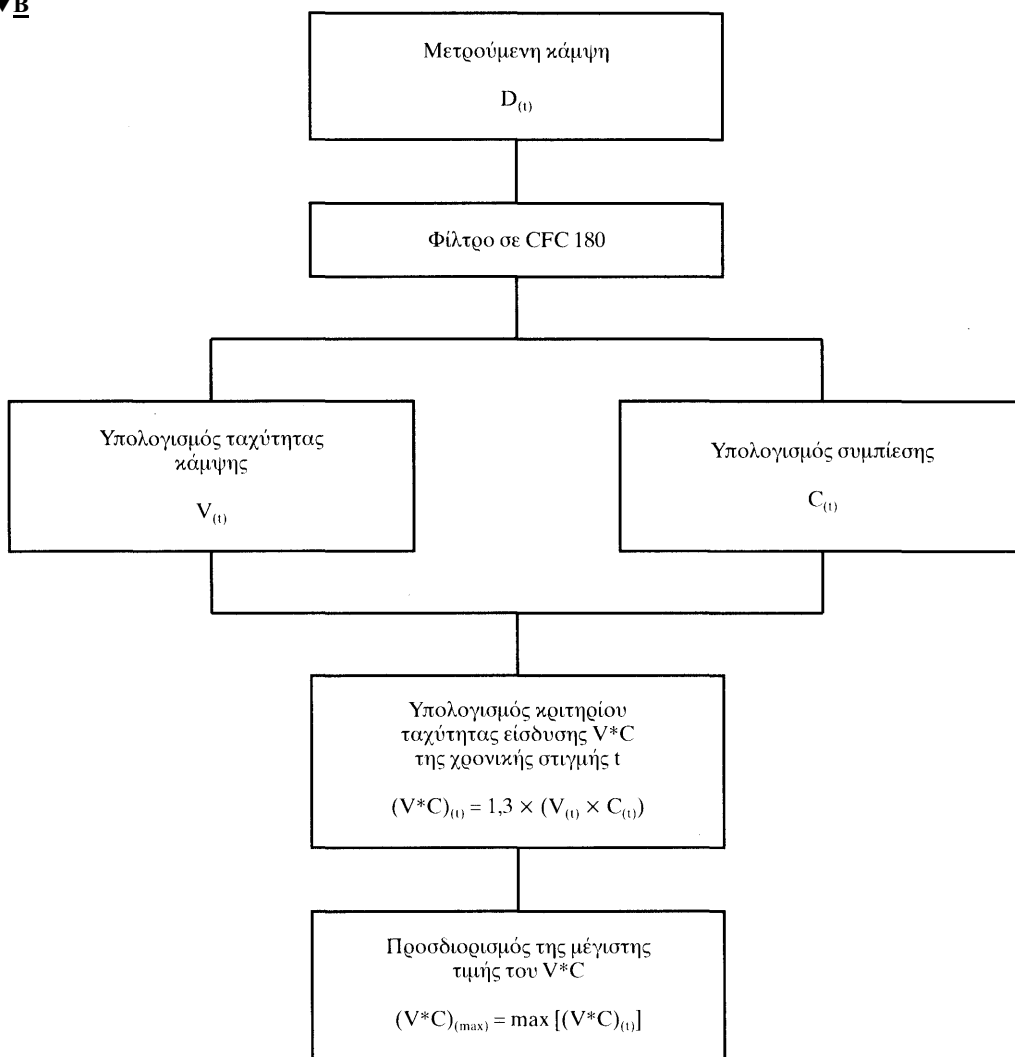 ▼B
Μετρούμενη κάμψη
D(t)
Φίλτρο σε CFC 180
Υπολογισμός ταχύτητας
κάμψης
V(t)
Υπολογισμός συμπίεσης
C(t)
Υπολογισμός κριτηρίου
ταχύτητας είσδυσης V*C
της χρονικής στιγμής t
(V*C)(t) = 1,3 × (V(t) × C(t))
Προσδιορισμός της μέγιστης
τιμής του V*C
(V*C)(max) = max [(V*C)(t)]